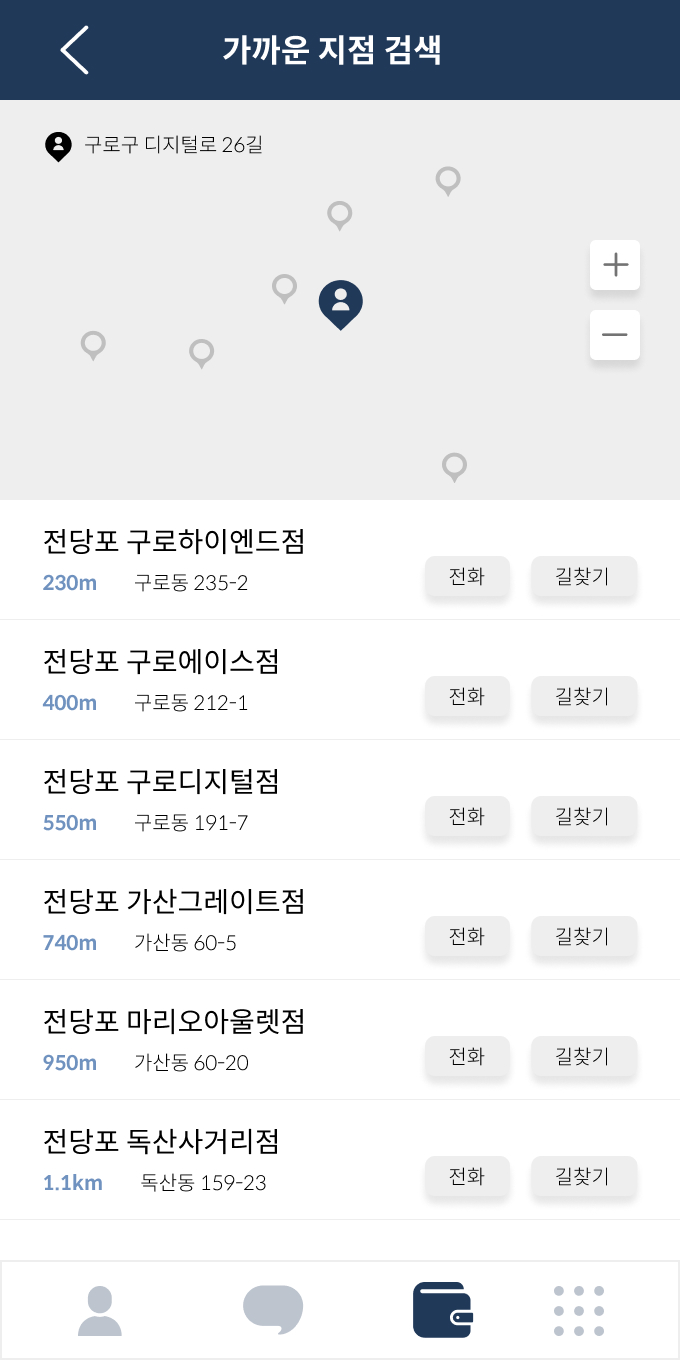 가까운 지점 검색
구로구 디지털로 26길
전당포 구로하이엔드점
230m 구로동 235-2 전화 길찾기
전당포 구로에이스점
400m 구로동 212-1 전화 길찾기
전당포 구로디지털점
550m 구로동 191-7 전화 길찾기
전당포 가산그레이트점
740m 가산동 60-5 전화 길찾기
전당포 마리오아울렛점
950m 가산동 60-20 전화 길찾기
전당포 독산사거리점
1.1km 독산동 159-23 전화 길찾기